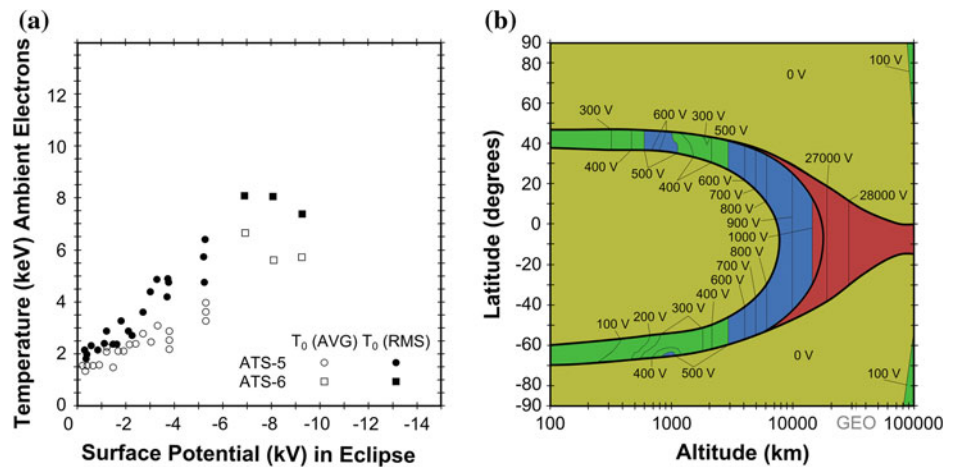 (a)
Temperature (keV) Ambient Electrons
12
10
8
6
4
2
0
T0 (AVG) T0 (RMS)
ATS-5
ATS-6
0 -2 -4 -6 -8 -10 -12 -14
Surface Potential (kV) in Eclipse
(b)
Latitude (degrees)
90
80
60
40
20
0
-20
-40
-60
-80
-90
100 V
0 V
300 V
600 V
300 V
500 V
400 V
500 V
400 V
27000 V
28000 V
600 V
700 V
800 V
900 V
1000 V
800 V
700 V
600 V
400 V
300 V
200 V
100 V
400 V
500 V
0 V
100 V
100 1000 10000 GEO 100000
Altitude (km)